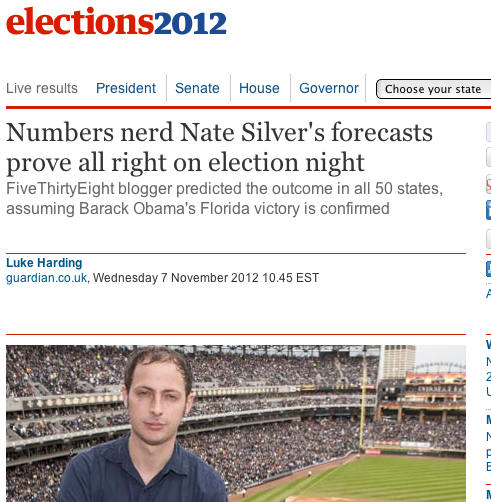 elections2012
Live results President Senate House Governor Choose your state
Numbers nerd Nate Silver's forecasts
prove all right on election night
FiveThirtyEight blogger predicted the outcome in all 50 states,
assuming Barack Obama's Florida victory is confirmed
Luke Harding
guardian.co.uk, Wednesday 7 November 2012 10.45 EST